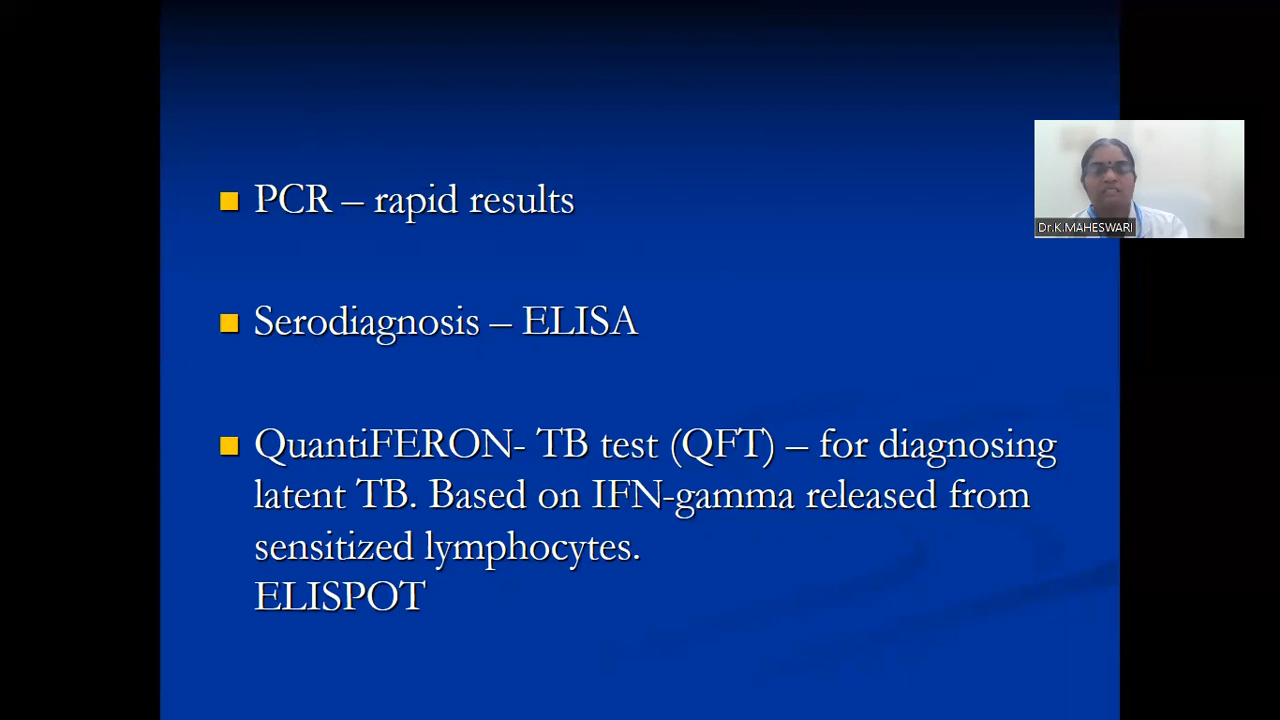 PCR – rapid results
Dr.K.MAHESWARI
Serodiagnosis – ELISA
QuantiFERON- TB test (QFT) – for diagnosing
latent TB. Based on IFN-gamma released from
sensitized lymphocytes.
ELISPOT